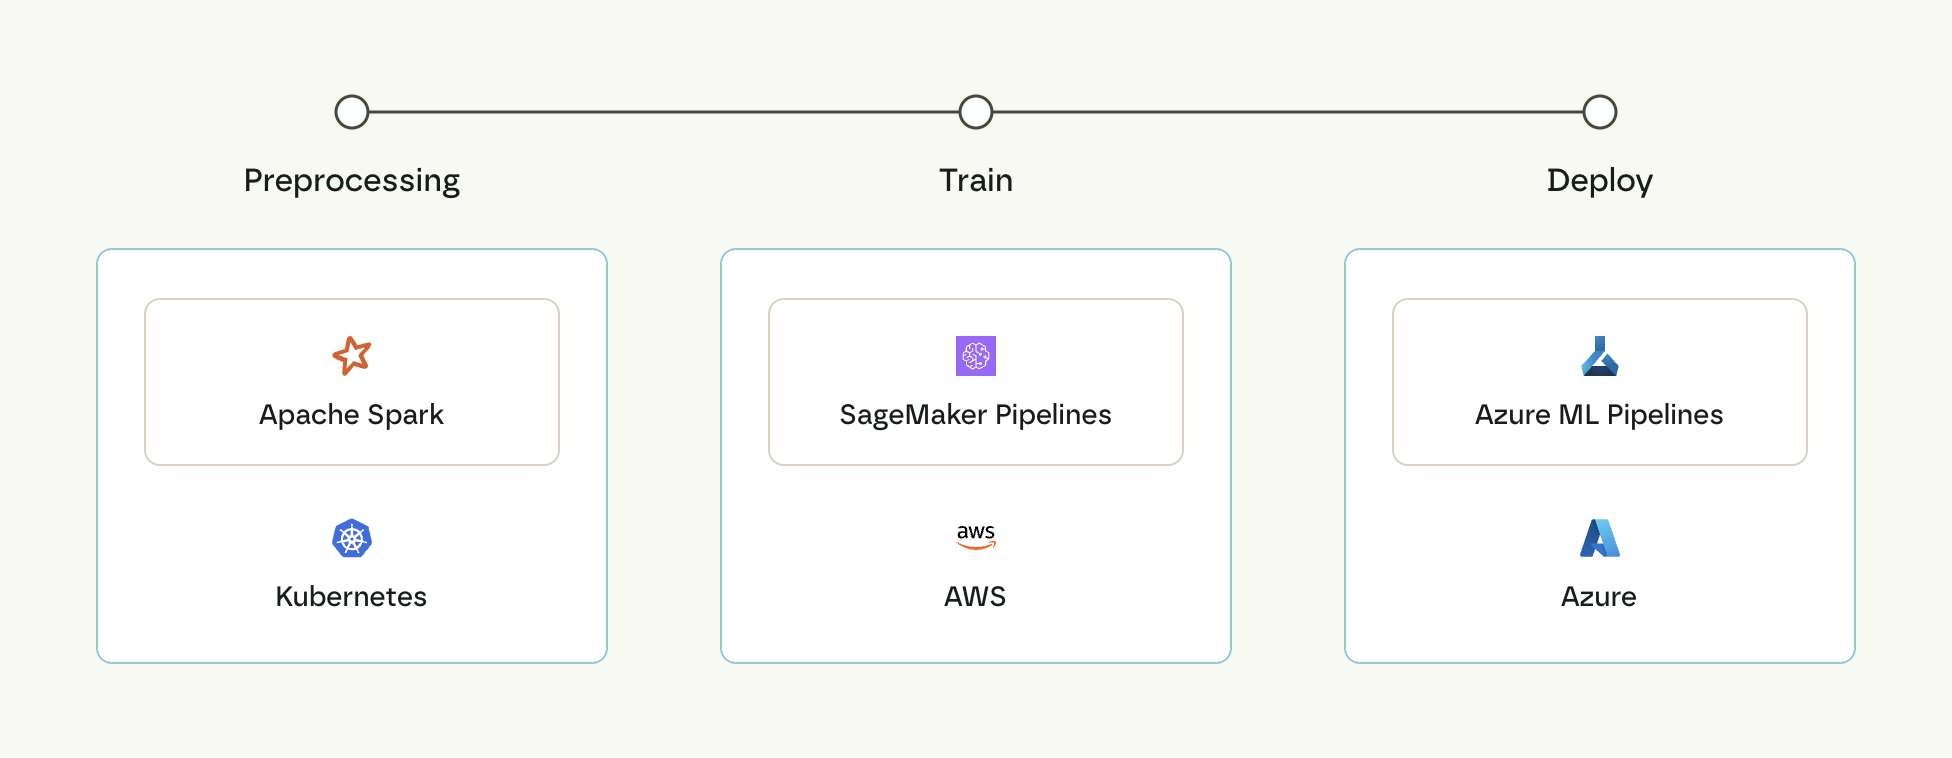 Preprocessing
Train
Deploy
Apache Spark
SageMaker Pipelines
Azure ML Pipelines
aws
Kubernetes
AWS
Azure